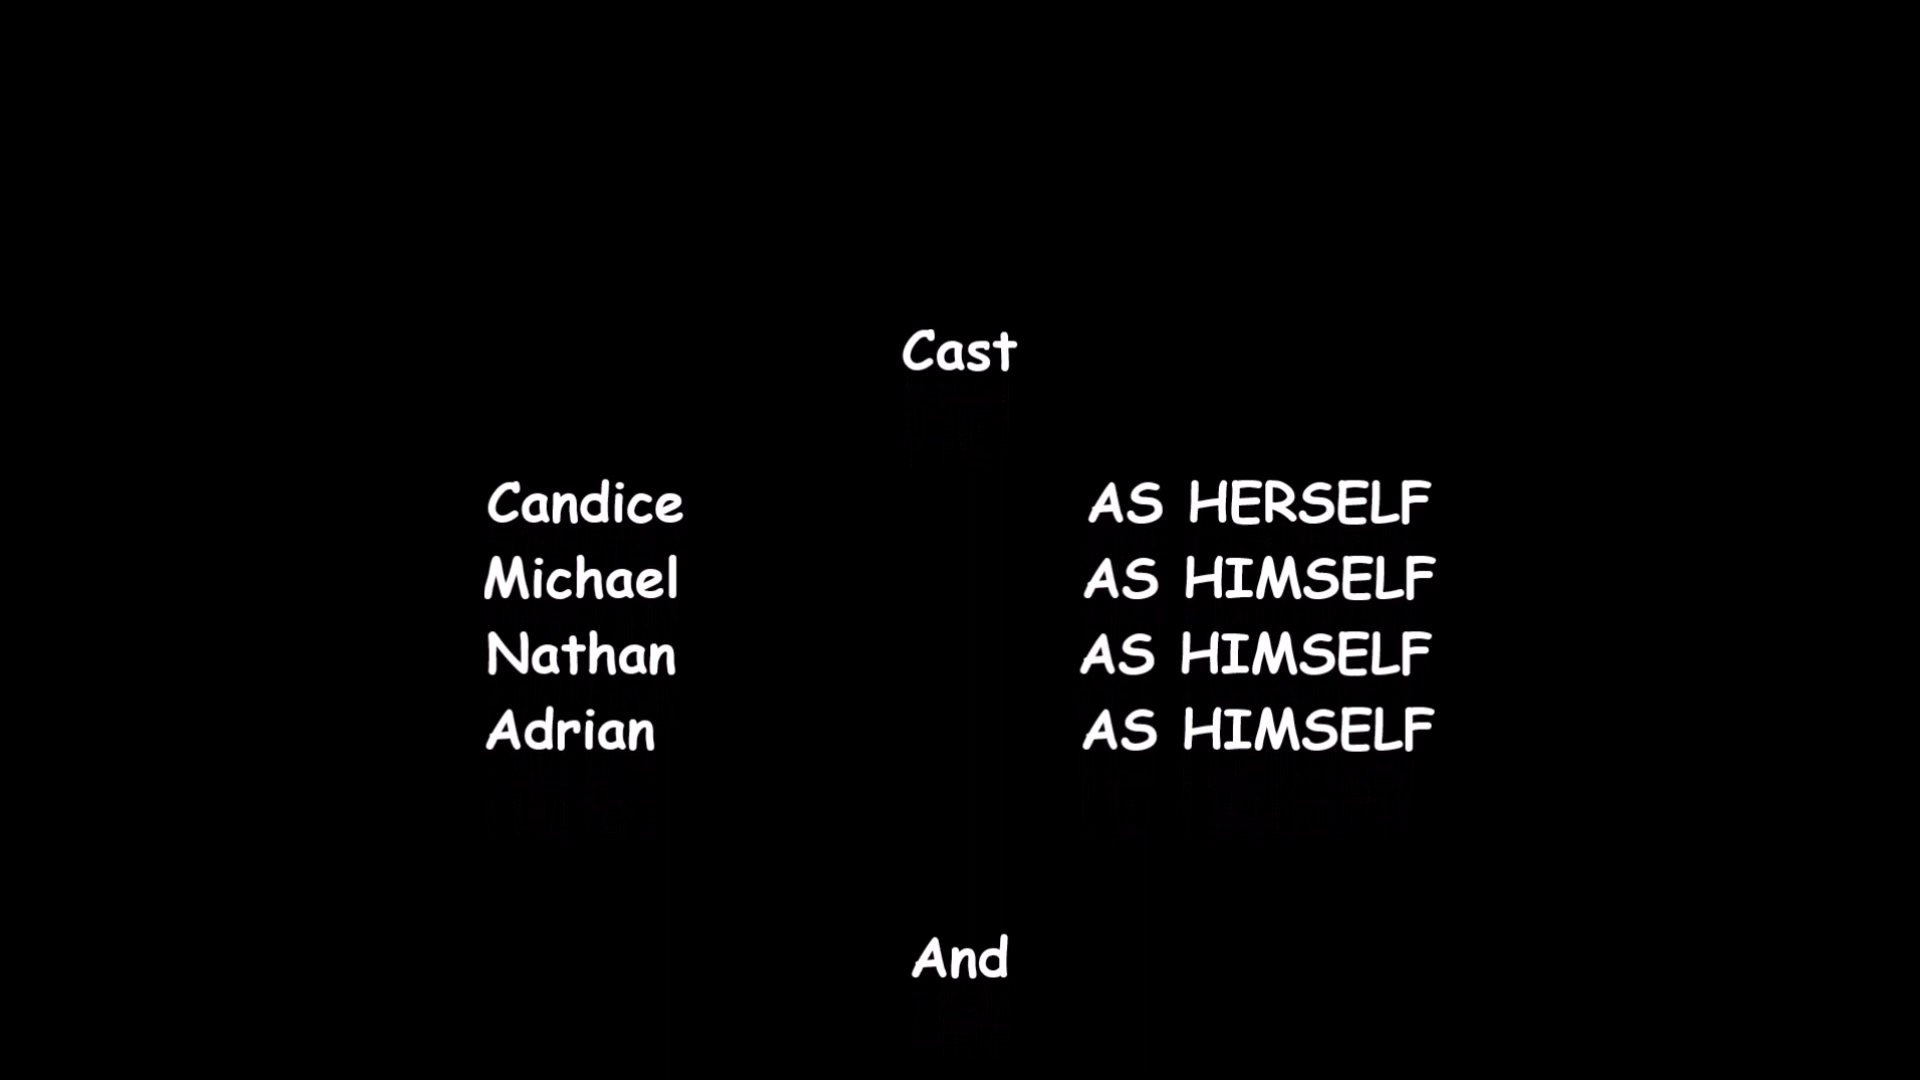 Cast
Candice AS HERSELF
Michael AS HIMSELF
Nathan AS HIMSELF
Adrian AS HIMSELF
And